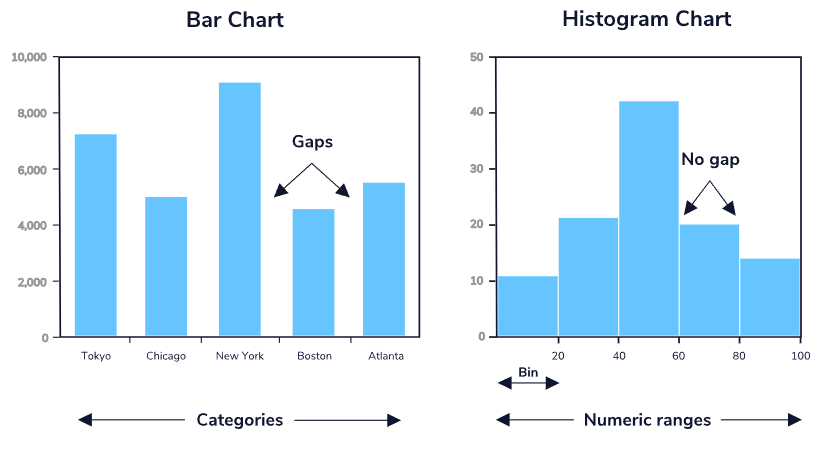 Bar Chart
10,000
8,000
6,000
4,000
2,000
0
Gaps
Tokyo
Chicago
New York
Boston
Atlanta
Categories
Histogram Chart
50
40
30
20
10
0
No gap
20
40
60
80
100
Bin
Numeric ranges